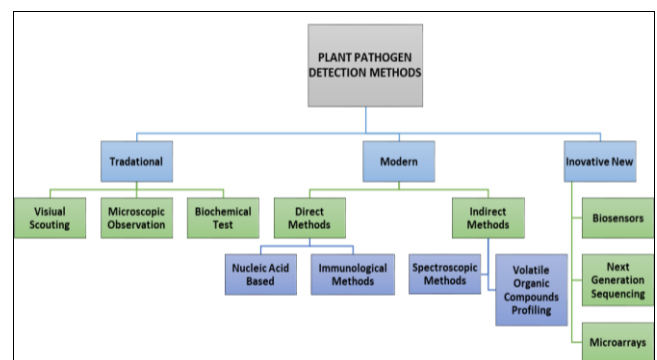 PLANT PATHOGEN
DETECTION METHODS
Tradational
Modern
Inovative New
Visiual
Scouting
Microscopic
Observation
Biochemical
Test
Direct
Methods
Indirect
Methods
Biosensors
Nucleic Acid
Based
Immunological
Methods
Spectroscopic
Methods
Volatile
Organic
Compounds
Profiling
Next
Generation
Sequencing
Microarrays